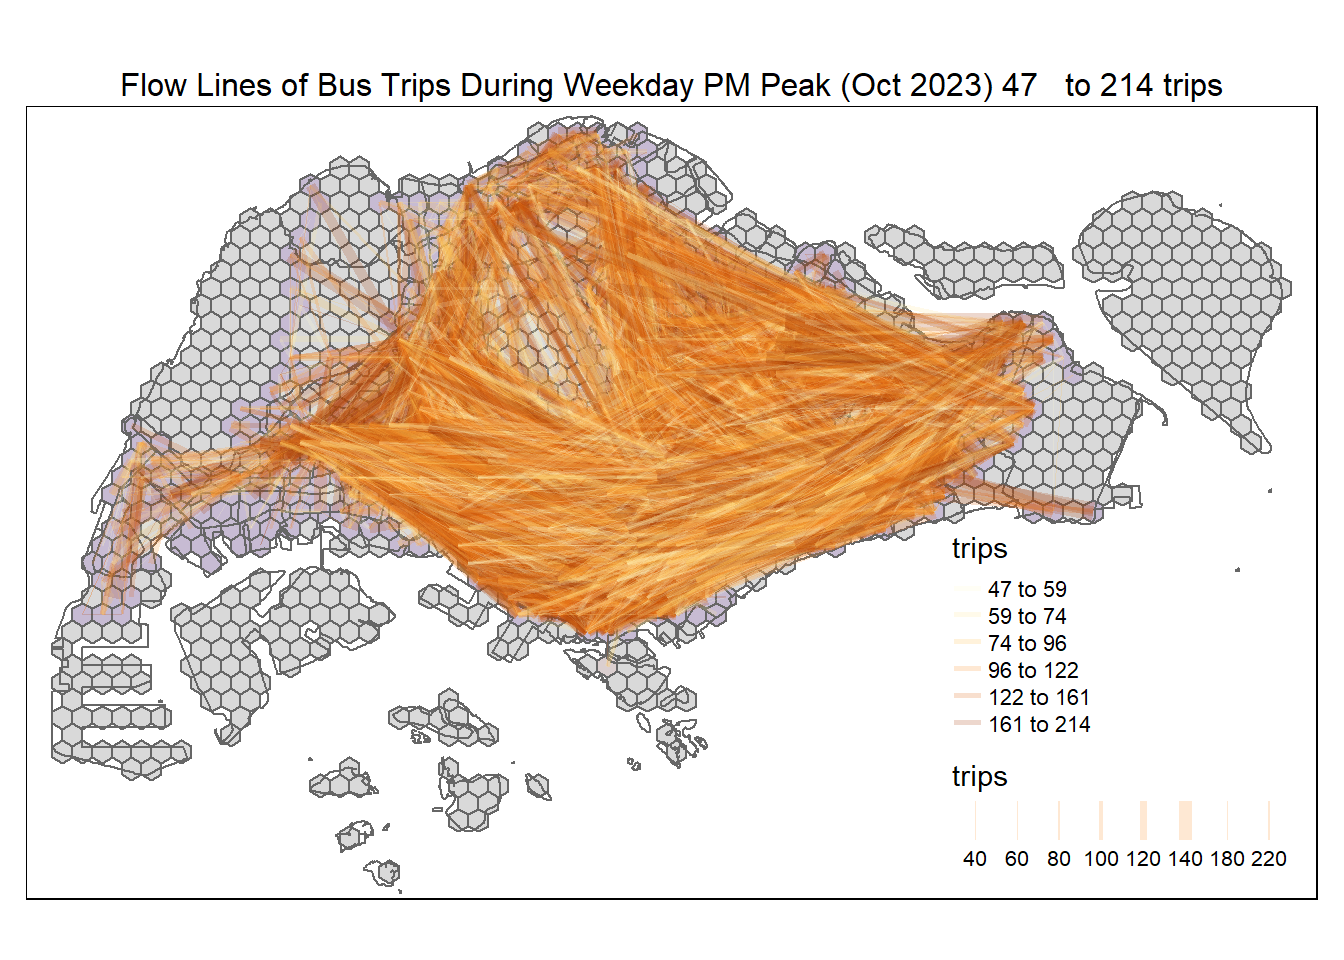 Flow Lines of Bus Trips During Weekday PM Peak (Oct 2023) 47   to 214 trips
trips
47 to 59
59 to 74
74 to 96
96 to 122
122 to 161
161 to 214
trips
40 60 80 100 120 140 180 220